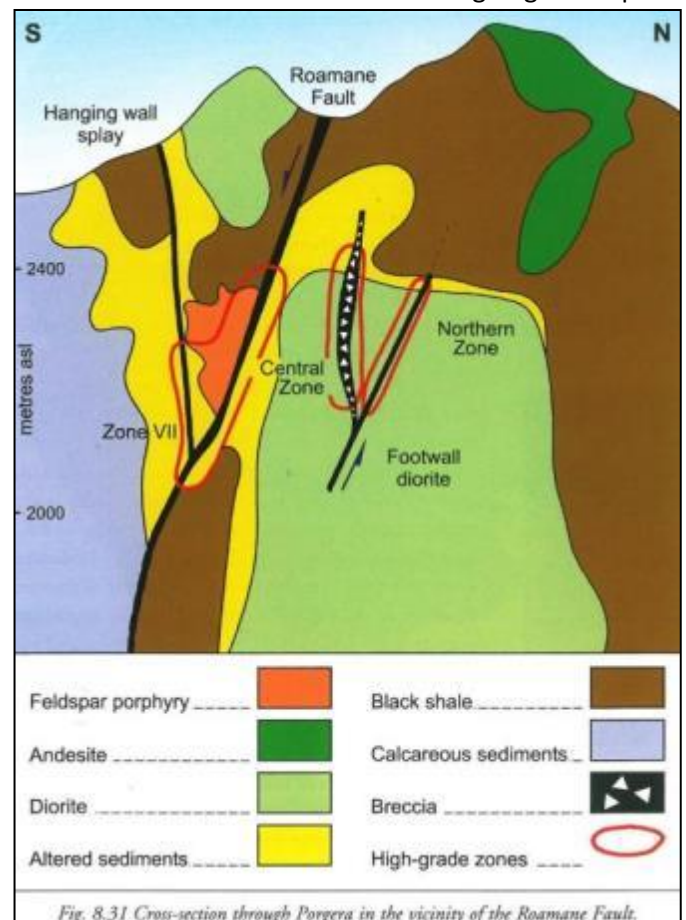 S
N
Roamane
Fault
Hanging wall
splay
2400
metres asl
2000
Central
Zone
Northern
Zone
Zone VII
Footwall
diorite
Feldspar porphyry
Black shale
Andesite
Calcareous sediments
Diorite
Breccia
Altered sediments
High-grade zones
Fig. 8.31 Cross-section through Porgera in the vicinity of the Roamane Fault.